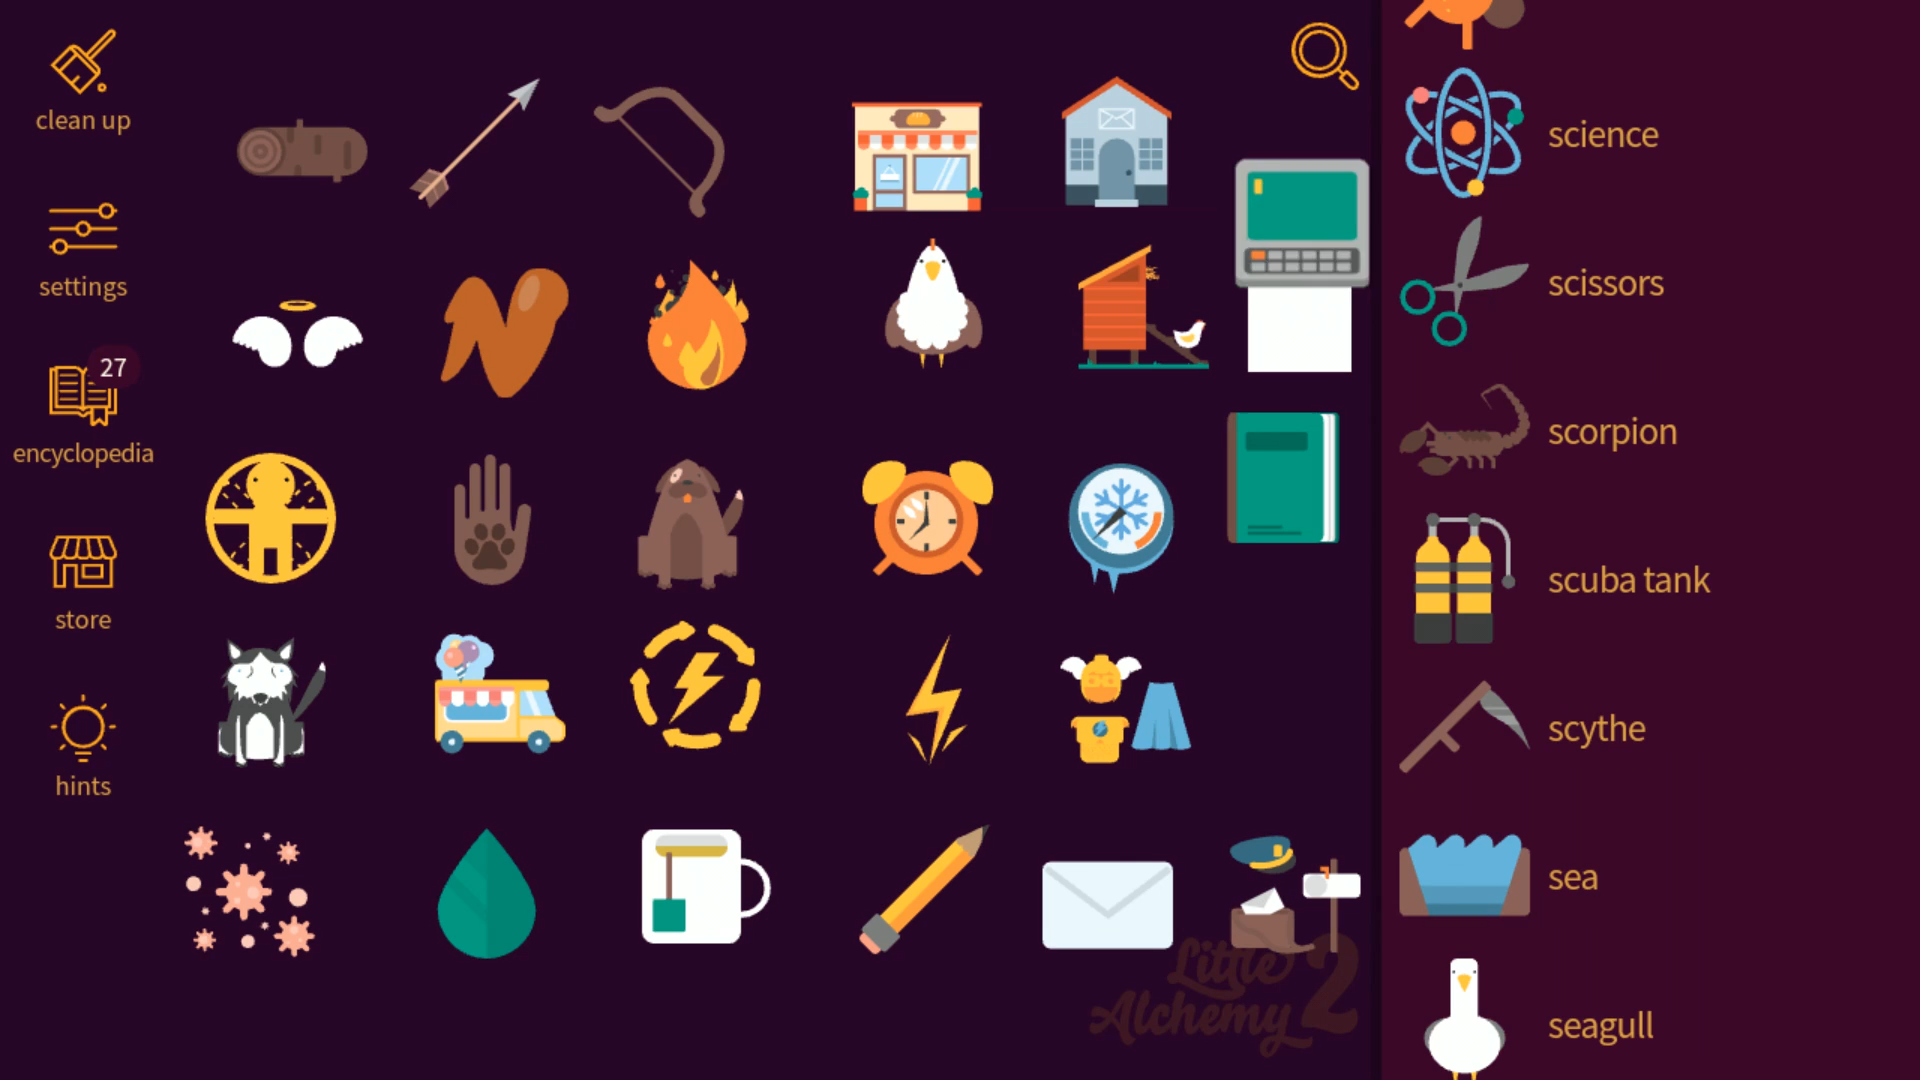 clean up
settings
27
encyclopedia
store
hints
science
scissors
scorpion
scuba tank
scythe
sea
seagull
Little
Alchemy 2